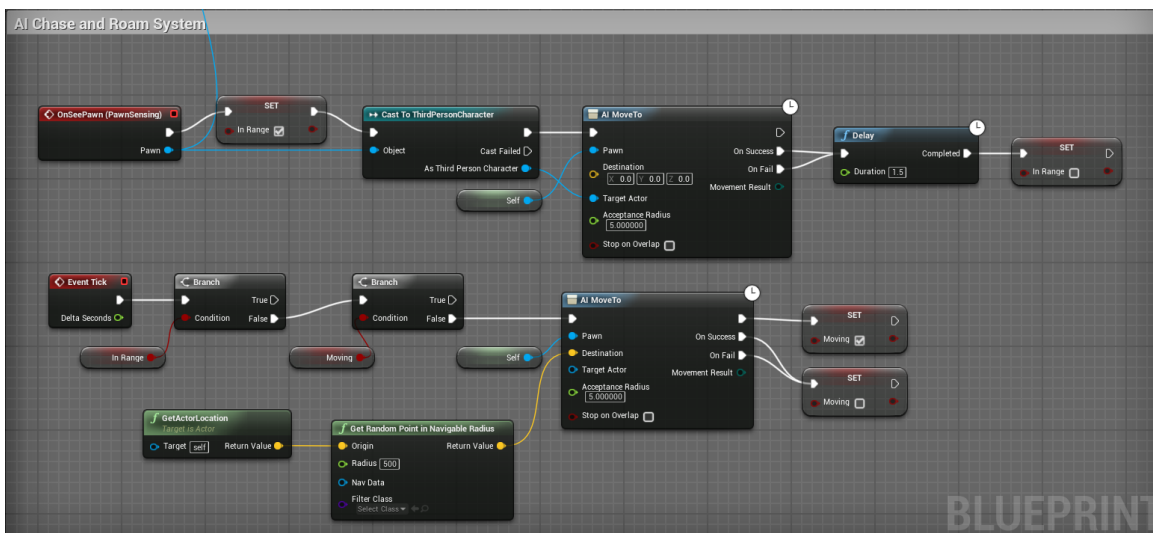 AI Chase and Roam System
OnSeePawn (PawnSensing)
Pawn
SET
In Range
Cast To ThirdPersonCharacter
Object
Cast Failed
As Third Person Character
Self
AI MoveTo
Pawn
On Success
Destination
X 0.0 Y 0.0 Z 0.0
On Fail
Movement Result
Target Actor
Acceptance Radius
5.000000
Stop on Overlap
Delay
Completed
Duration 1.5
SET
In Range
Event Tick
Delta Seconds
Branch
True
Condition False
In Range
Branch
True
Condition False
Moving
Self
AI MoveTo
Pawn
On Success
Destination
On Fail
Target Actor
Movement Result
Acceptance Radius
5.000000
Stop on Overlap
SET
Moving
SET
Moving
GetActorLocation
Target is Actor
Target self Return Value
Get Random Point in Navigable Radius
Origin Return Value
Radius 500
Nav Data
Filter Class
Select Class
BLUEPRINT